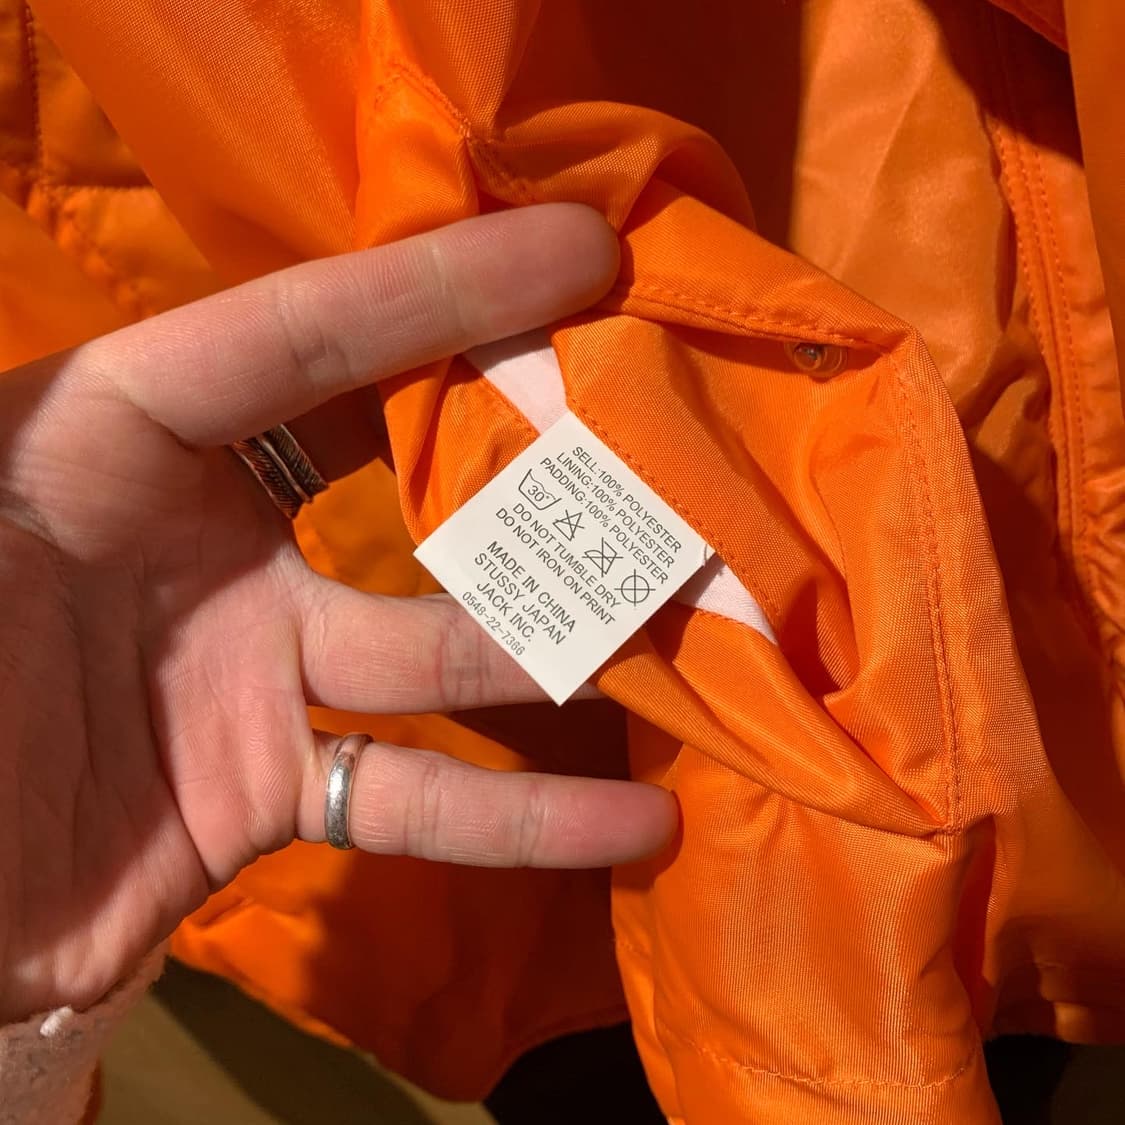 SELL:100% POLYESTER
LINING:100% POLYESTER
PADDING:100% POLYESTER
30°
DO NOT TUMBLE DRY
DO NOT IRON ON PRINT
MADE IN CHINA
STUSSY JAPAN
JACK INC.
0548-22-7366